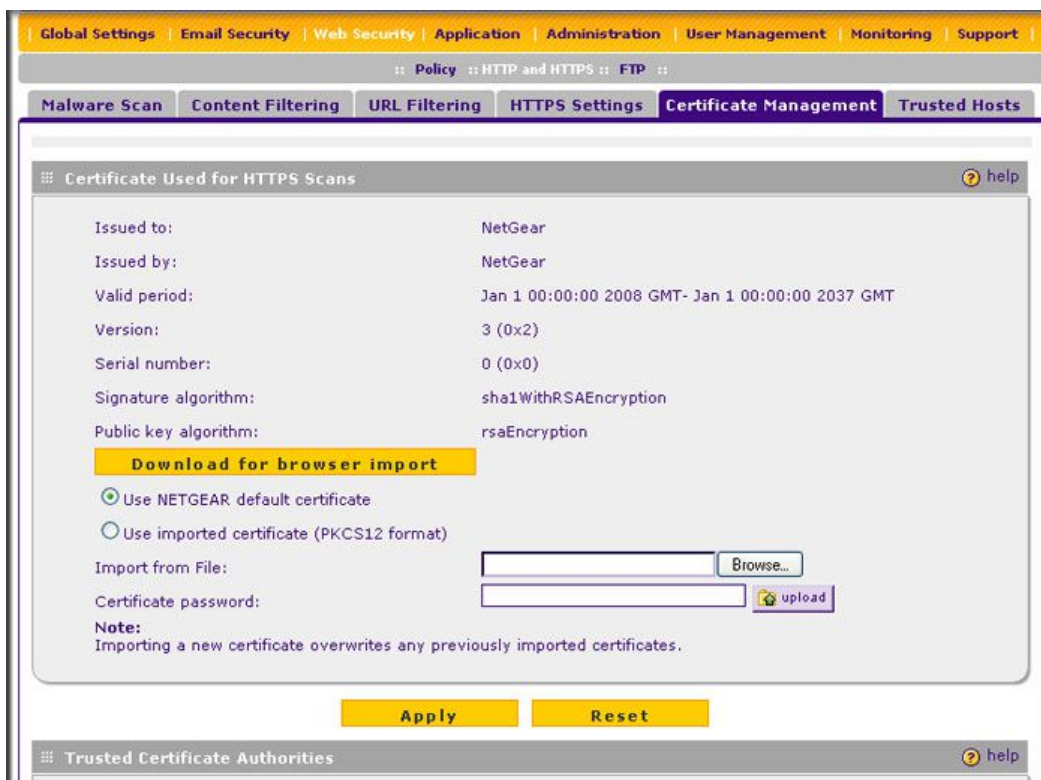 Global Settings | Email Security | Web Security | Application | Administration | User Management | Monitoring | Support
:: Policy :: HTTP and HTTPS :: FTP ::
Malware Scan Content Filtering URL Filtering HTTPS Settings Certificate Management Trusted Hosts
Certificate Used for HTTPS Scans help
Issued to: NetGear
Issued by: NetGear
Valid period: Jan 1 00:00:00 2008 GMT- Jan 1 00:00:00 2037 GMT
Version: 3 (0x2)
Serial number: 0 (0x0)
Signature algorithm: sha1WithRSAEncryption
Public key algorithm: rsaEncryption
Download for browser import
Use NETGEAR default certificate
Use imported certificate (PKCS12 format)
Import from File: Browse...
Certificate password: upload
Note:
Importing a new certificate overwrites any previously imported certificates.
Apply Reset
Trusted Certificate Authorities help